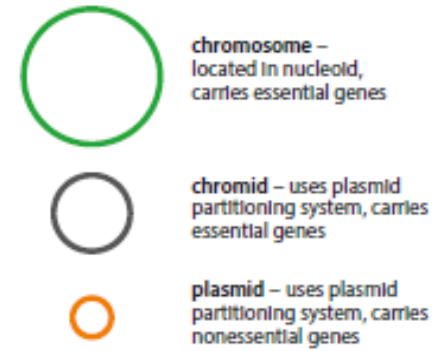 chromosome –
located in nucleoid,
carries essential genes
chromid – uses plasmid
partitioning system, carries
essential genes
plasmid – uses plasmid
partitioning system, carries
nonessential genes